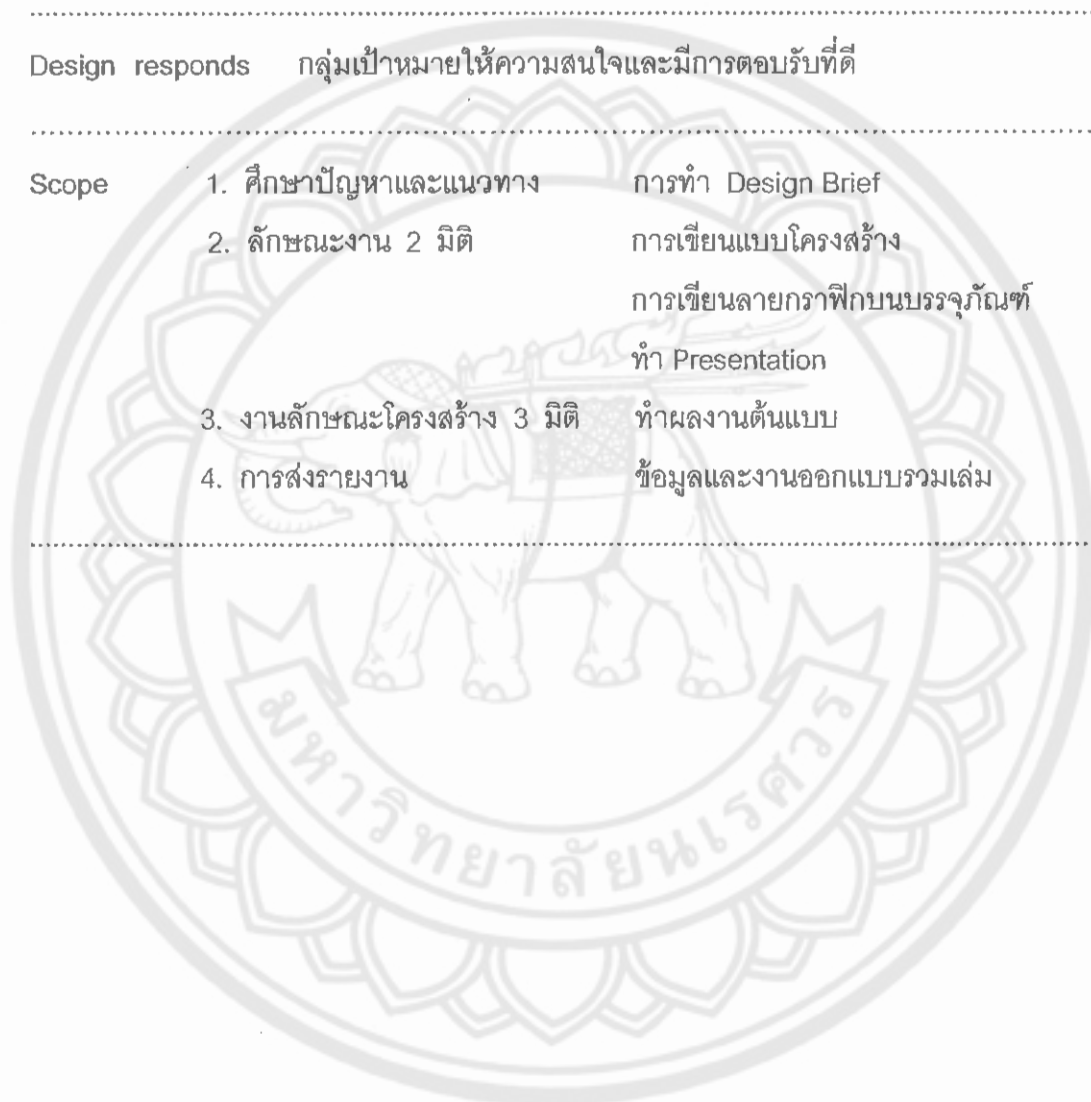 Design responds กลุ่มเป้าหมายให้ความสนใจและมีการตอบรับที่ดี
Scope 1. ศึกษาปัญหาและแนวทาง การทำ Design Brief
2. ลักษณะงาน 2 มิติ การเขียนแบบโครงสร้าง
การเขียนลายกราฟิกบนบรรจุภัณฑ์
ทำ Presentation
3. งานลักษณะโครงสร้าง 3 มิติ ทำผลงานต้นแบบ
4. การส่งรายงาน ข้อมูลและงานออกแบบรวมเล่ม
มหาวิทยาลัยนเรศวร